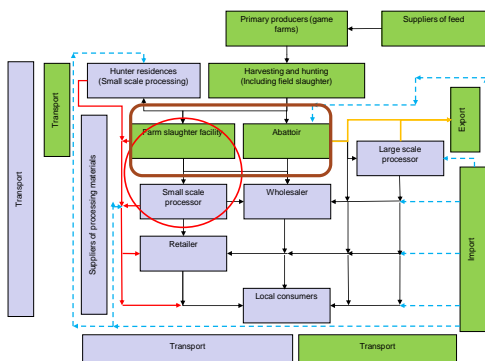 Primary producers (game
farms)
Suppliers of feed
Hunter residences
(Small scale processing)
Harvesting and hunting
(Including field slaughter)
Transport
Transport
Export
Farm slaughter facility
Abattoir
Large scale
processor
Suppliers of processing materials
Small scale
processor
Wholesaler
Retailer
Import
Local consumers
Transport
Transport